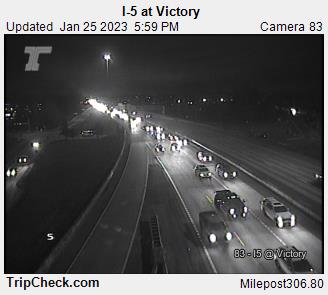 I-5 at Victory
Updated Jan 25 2023 5:59 PM Camera 83
T
S
83 - I5 @ Victory
TripCheck.com Milepost306.80